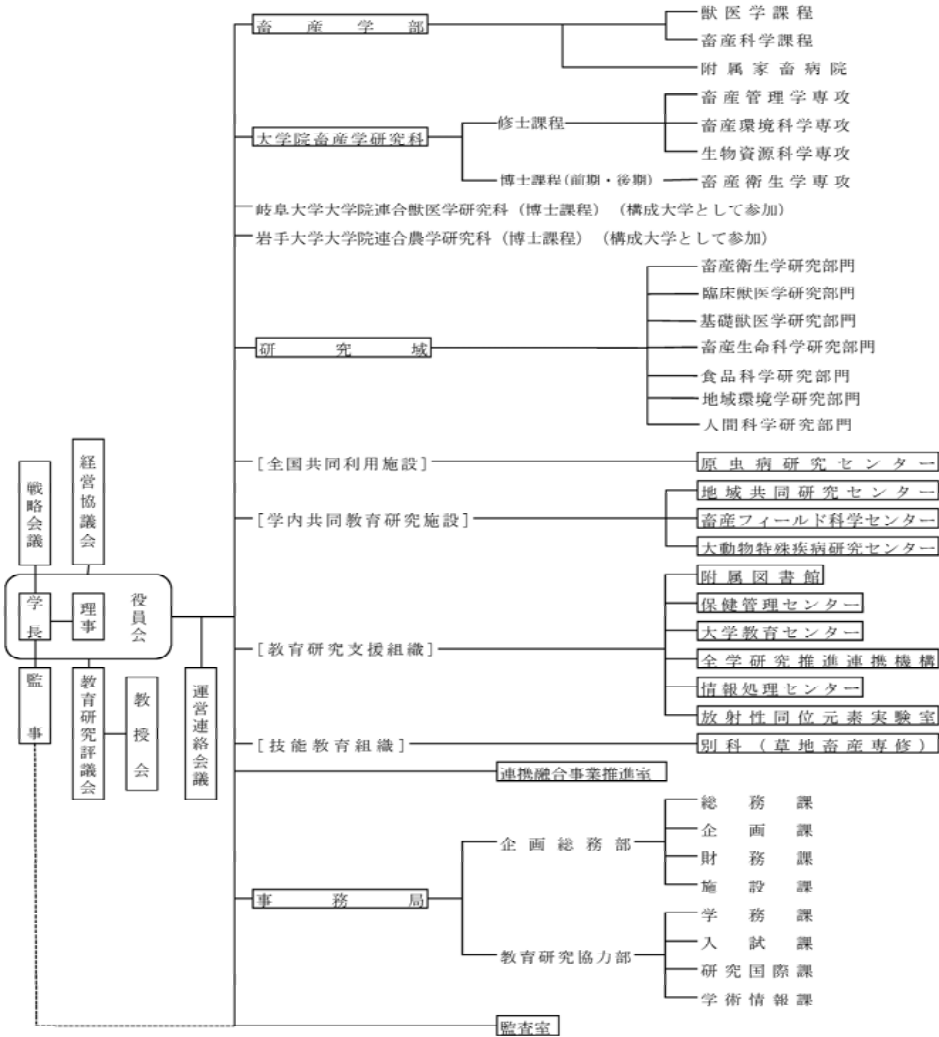 畜産学部
獣医学課程
畜産科学課程
附属家畜病院
大学院畜産学研究科
修士課程
畜産管理学専攻
畜産環境科学専攻
生物資源科学専攻
博士課程(前期・後期)
畜産衛生学専攻
岐阜大学大学院連合獣医学研究科（博士課程）（構成大学として参加）
岩手大学大学院連合農学研究科（博士課程）（構成大学として参加）
研究域
畜産衛生学研究部門
臨床獣医学研究部門
基礎獣医学研究部門
畜産生命科学研究部門
食品科学研究部門
地域環境学研究部門
人間科学研究部門
[全国共同利用施設]
原虫病研究センター
[学内共同教育研究施設]
地域共同研究センター
畜産フィールド科学センター
大動物特殊疾病研究センター
戦略会議
経営協議会
学長
理事
役員会
監事
教育研究評議会
教授会
運営連絡会議
[教育研究支援組織]
附属図書館
保健管理センター
大学教育センター
全学研究推進連携機構
情報処理センター
放射性同位元素実験室
[技能教育組織]
別科（草地畜産専修）
連携融合事業推進室
事務局
企画総務部
総務課
企画課
財務課
施設課
教育研究協力部
学務課
入試課
研究国際課
学術情報課
監査室